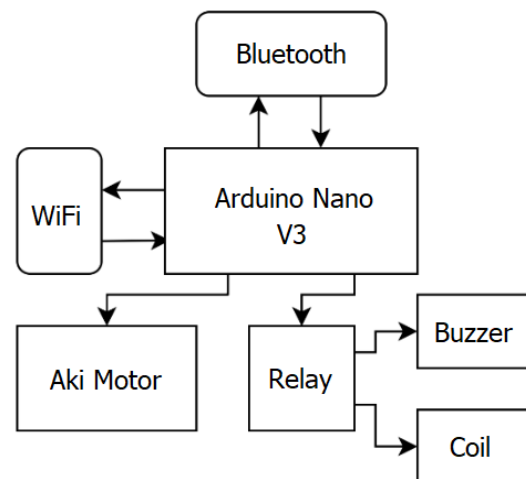 Bluetooth
WiFi
Arduino Nano
V3
Aki Motor
Relay
Buzzer
Coil